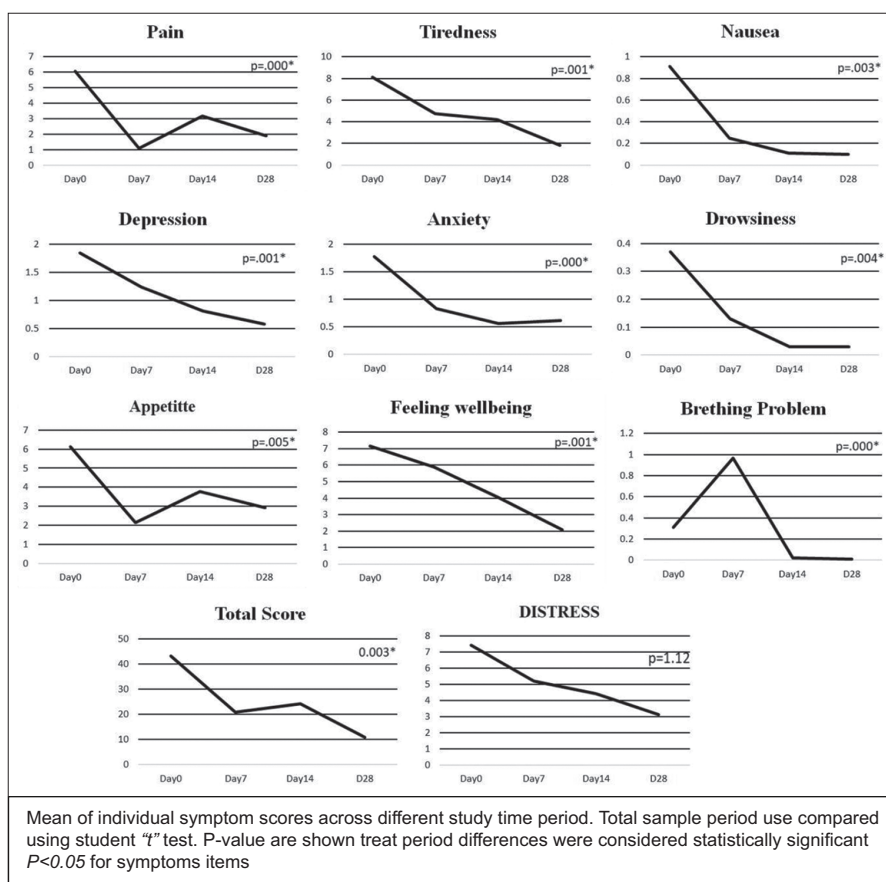 Pain
7
6
5
4
3
2
1
0
p=.000*
Day0 Day7 Day14 D28
Tiredness
10
8
6
4
2
0
p=.001*
Day0 Day7 Day14 D28
Nausea
1
0.8
0.6
0.4
0.2
0
p=.003*
Day0 Day7 Day14 D28
Depression
2
1.5
1
0.5
0
p=.001*
Day0 Day7 Day14 D28
Anxiety
2
1.5
1
0.5
0
p=.000*
Day0 Day7 Day14 D28
Drowsiness
0.4
0.3
0.2
0.1
0
p=.004*
Day0 Day7 Day14 D28
Appetitte
7
6
5
4
3
2
1
0
p=.005*
Day0 Day7 Day14 D28
Feeling wellbeing
8
7
6
5
4
3
2
1
0
p=.001*
Day0 Day7 Day14 D28
Brething Problem
1.2
1
0.8
0.6
0.4
0.2
0
p=.000*
Day0 Day7 Day14 D28
Total Score
50
40
30
20
10
0
0.003*
Day0 Day7 Day14 D28
DISTRESS
8
7
6
5
4
3
2
1
0
p=1.12
Day0 Day7 Day14 D28
Mean of individual symptom scores across different study time period. Total sample period use compared
using student “t” test. P-value are shown treat period differences were considered statistically significant
P<0.05 for symptoms items